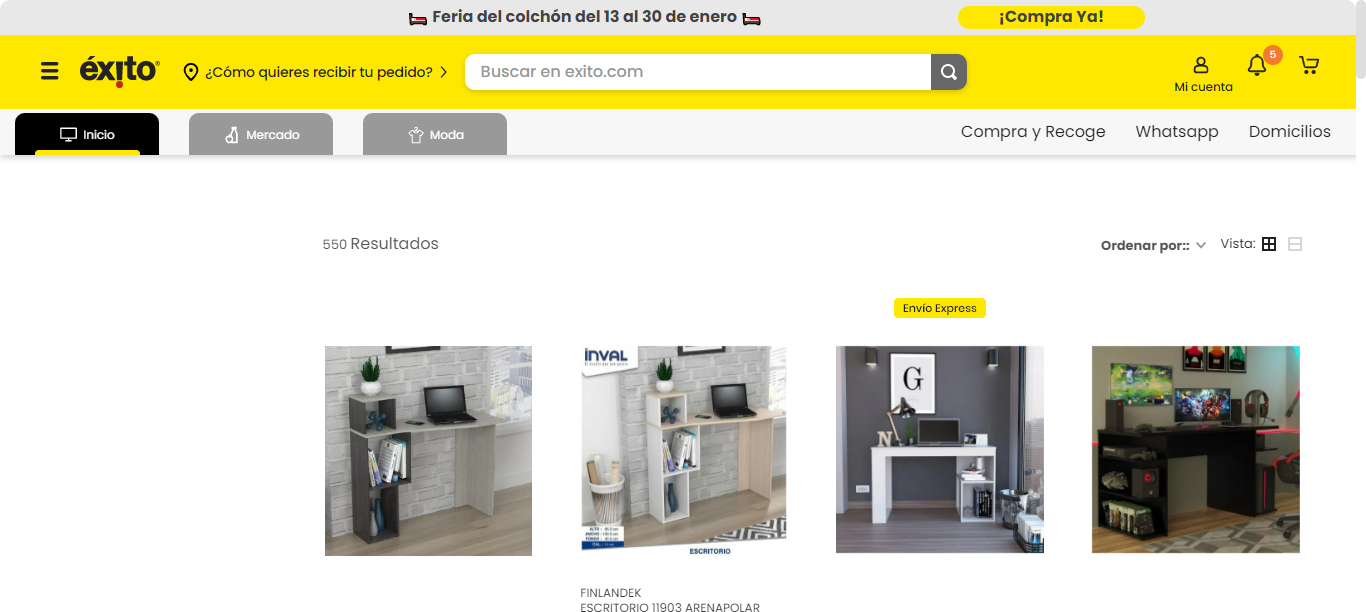 Feria del colchón del 13 al 30 de enero
¡Compra Ya!
éxito
¿Cómo quieres recibir tu pedido?
Buscar en exito.com
Mi cuenta
5
Inicio
Mercado
Moda
Compra y Recoge
Whatsapp
Domicilios
550 Resultados
Ordenar por::
Vista:
Envío Express
INVAL
G
N
ESCRITORIO
FINLANDEK
ESCRITORIO 11903 ARENAPOLAR